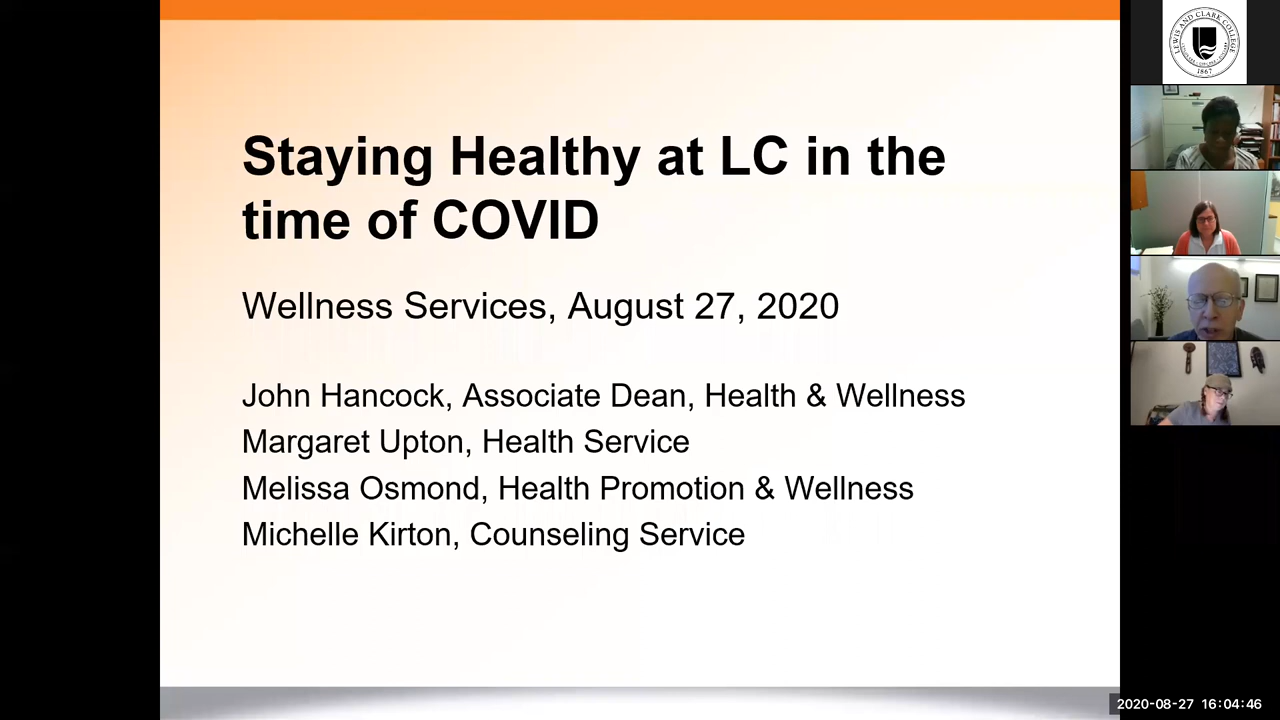 Staying Healthy at LC in the
time of COVID
Wellness Services, August 27, 2020
John Hancock, Associate Dean, Health & Wellness
Margaret Upton, Health Service
Melissa Osmond, Health Promotion & Wellness
Michelle Kirton, Counseling Service
LEWIS AND CLARK COLLEGE
1867
2020-08-27 16:04:46